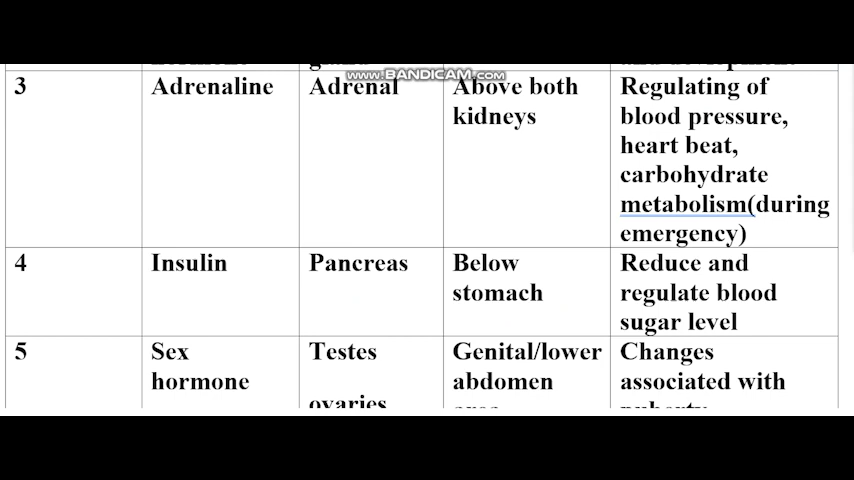 www.BANDICAM.com
3 Adrenaline Adrenal Above both Regulating of
kidneys blood pressure,
heart beat,
carbohydrate
metabolism(during
emergency)
4 Insulin Pancreas Below Reduce and
stomach regulate blood
sugar level
5 Sex Testes Genital/lower Changes
hormone abdomen associated with
ovaries